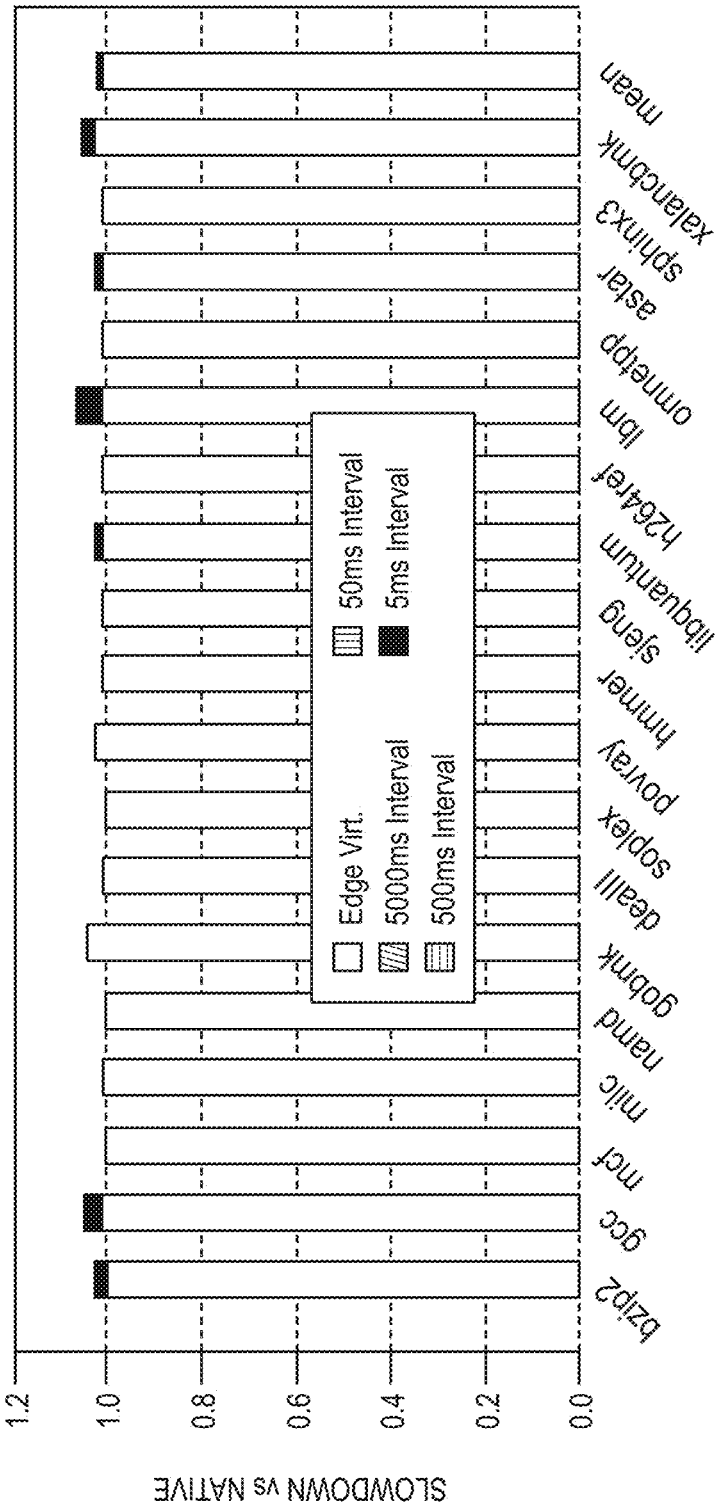 SLOWDOWN vs NATIVE
1.2
1.0
0.8
0.6
0.4
0.2
0.0
Edge Virt.
5000ms Interval
500ms Interval
50ms Interval
5ms Interval
bzip2
gcc
mcf
milc
namd
gobmk
dealII
soplex
povray
hmmer
sjeng
libquantum
h264ref
lbm
omnetpp
astar
sphinx3
xalancbmk
mean